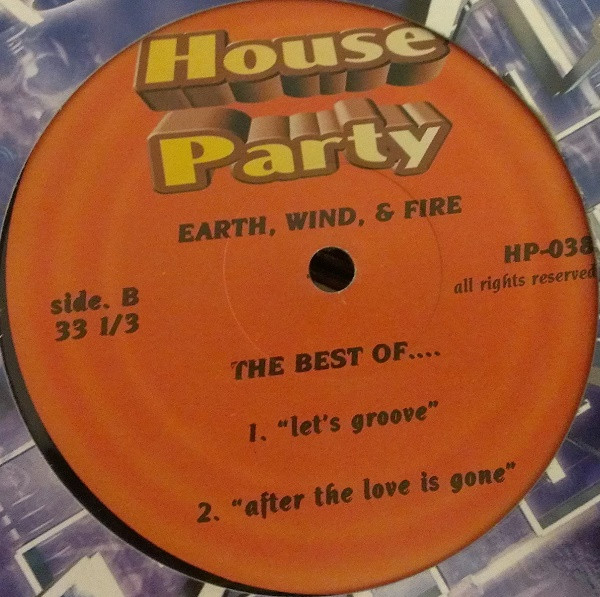 House
Party
EARTH, WIND, & FIRE
HP-038
all rights reserved
side. B
33 1/3
THE BEST OF....
1. "let's groove"
2. "after the love is gone"